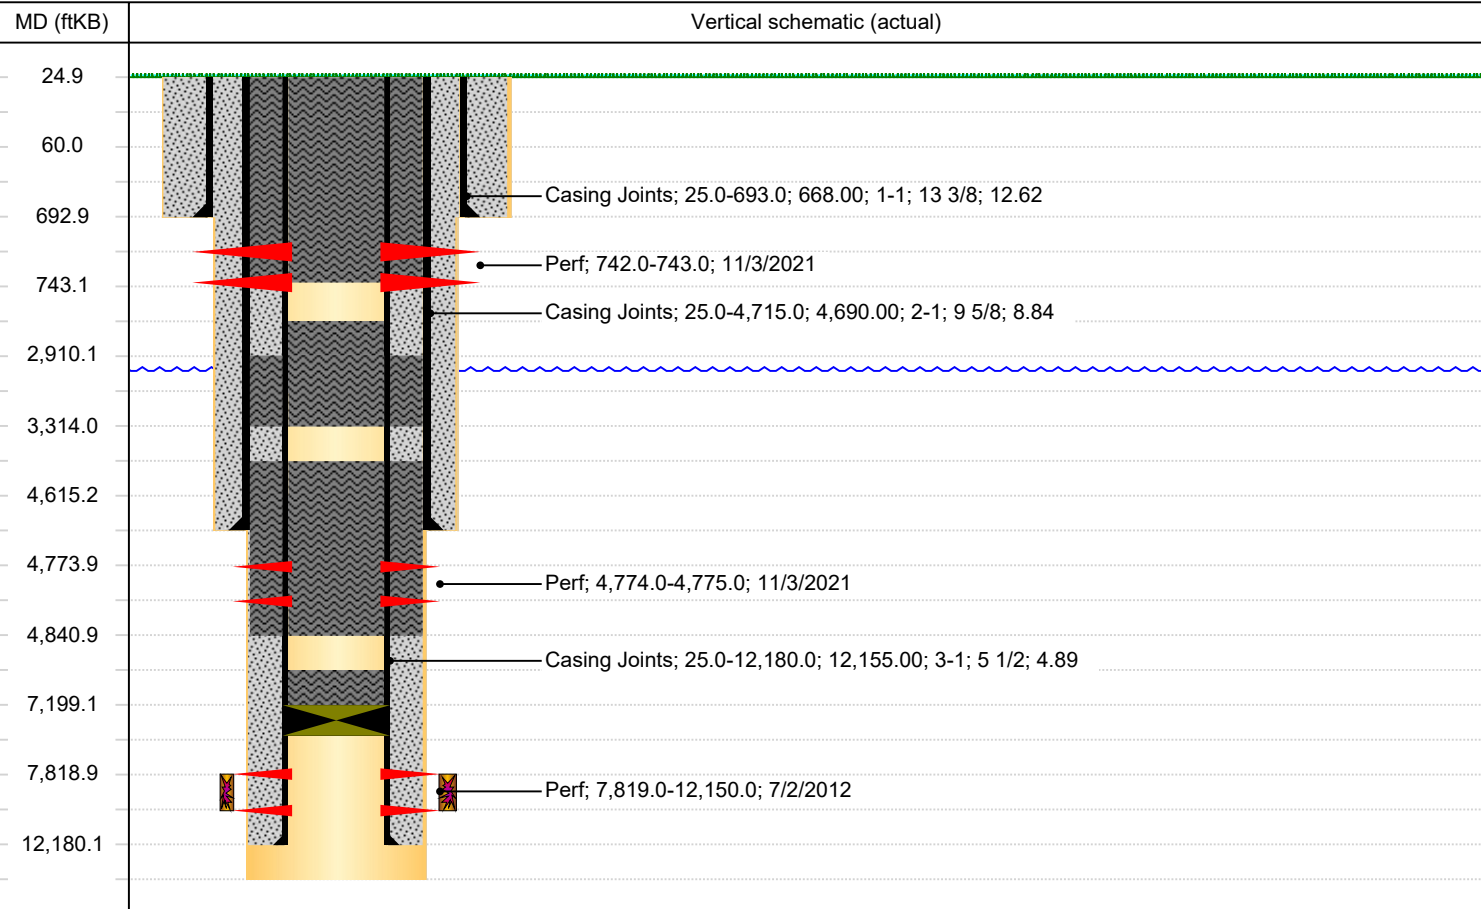 MD (ftKB)
Vertical schematic (actual)
24.9
60.0
Casing Joints; 25.0-693.0; 668.00; 1-1; 13 3/8; 12.62
692.9
Perf; 742.0-743.0; 11/3/2021
743.1
Casing Joints; 25.0-4,715.0; 4,690.00; 2-1; 9 5/8; 8.84
2,910.1
3,314.0
4,615.2
4,773.9
Perf; 4,774.0-4,775.0; 11/3/2021
4,840.9
Casing Joints; 25.0-12,180.0; 12,155.00; 3-1; 5 1/2; 4.89
7,199.1
7,818.9
Perf; 7,819.0-12,150.0; 7/2/2012
12,180.1